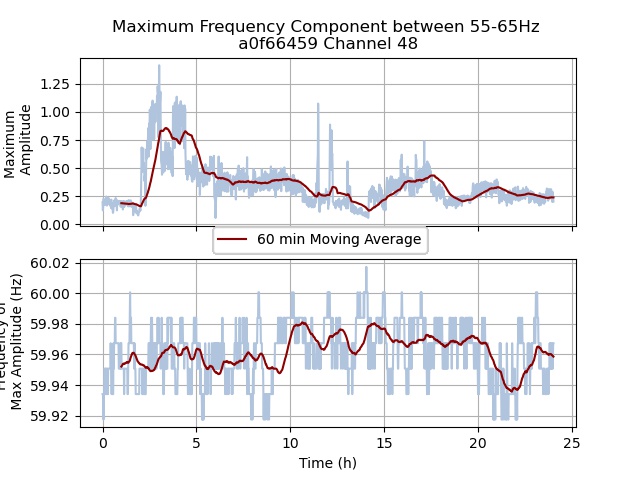 Maximum Frequency Component between 55-65Hz
a0f66459 Channel 48
Maximum
Amplitude
1.25
1.00
0.75
0.50
0.25
0.00
60 min Moving Average
Frequency of
Max Amplitude (Hz)
60.02
60.00
59.98
59.96
59.94
59.92
0 5 10 15 20 25
Time (h)